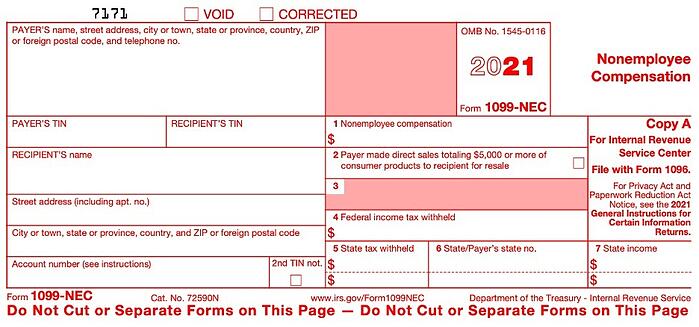 7171 VOID CORRECTED
PAYER'S name, street address, city or town, state or province, country, ZIP
or foreign postal code, and telephone no.
OMB No. 1545-0116
2021
Form 1099-NEC
Nonemployee
Compensation
PAYER'S TIN
RECIPIENT'S TIN
1 Nonemployee compensation
$
Copy A
For Internal Revenue
Service Center
File with Form 1096.
For Privacy Act and
Paperwork Reduction Act
Notice, see the 2021
General Instructions for
Certain Information
Returns.
RECIPIENT'S name
2 Payer made direct sales totaling $5,000 or more of
consumer products to recipient for resale
3
Street address (including apt. no.)
4 Federal income tax withheld
$
City or town, state or province, country, and ZIP or foreign postal code
5 State tax withheld
$
$
6 State/Payer's state no.
7 State income
$
$
Account number (see instructions)
2nd TIN not.
Form 1099-NEC
Cat. No. 72590N
www.irs.gov/Form1099NEC
Department of the Treasury - Internal Revenue Service
Do Not Cut or Separate Forms on This Page — Do Not Cut or Separate Forms on This Page